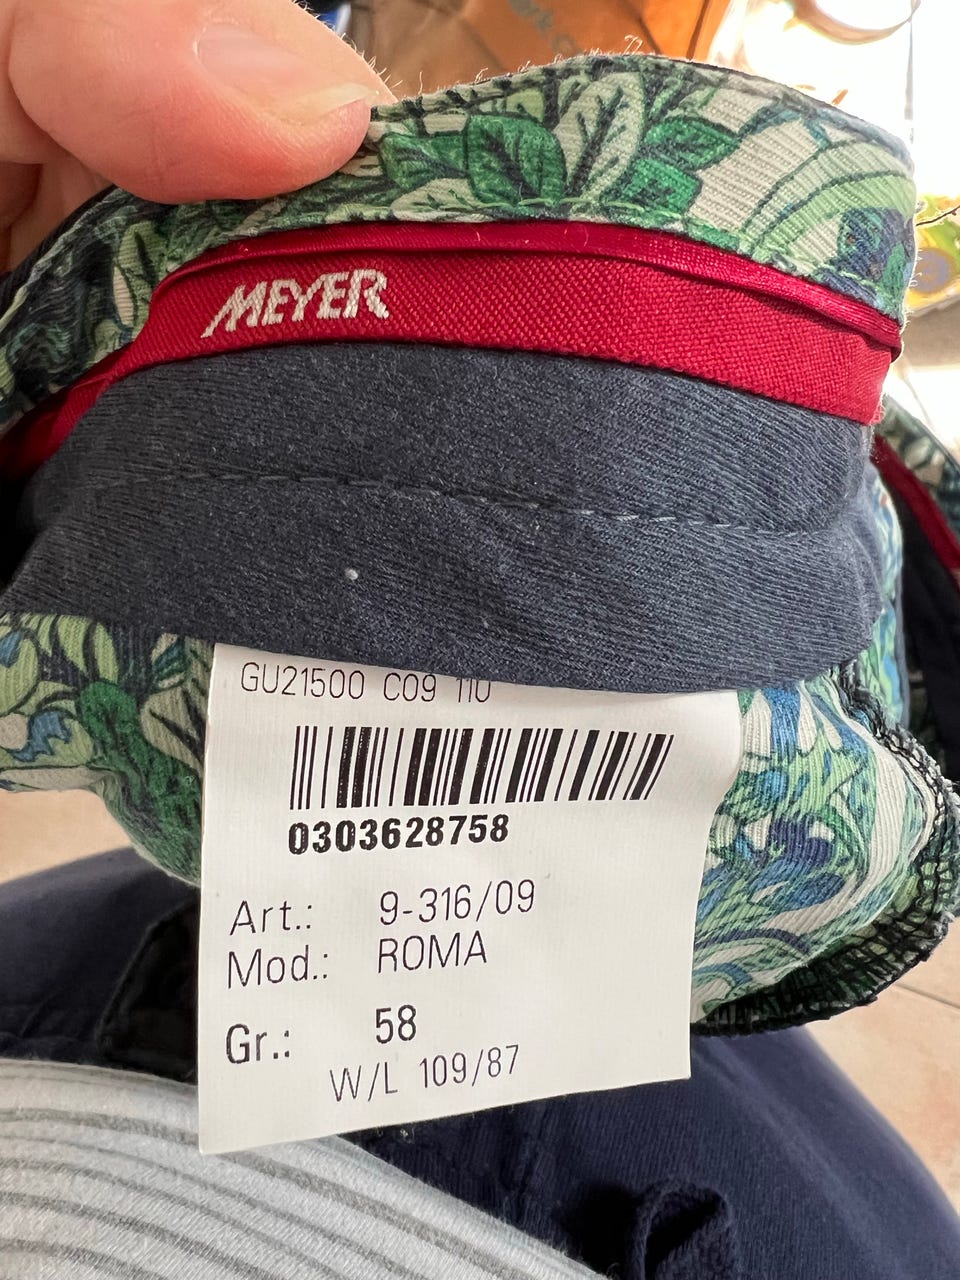 MEYER
GU21500 C09 110
0303628758
Art.: 9-316/09
Mod.: ROMA
Gr.: 58
W/L 109/87